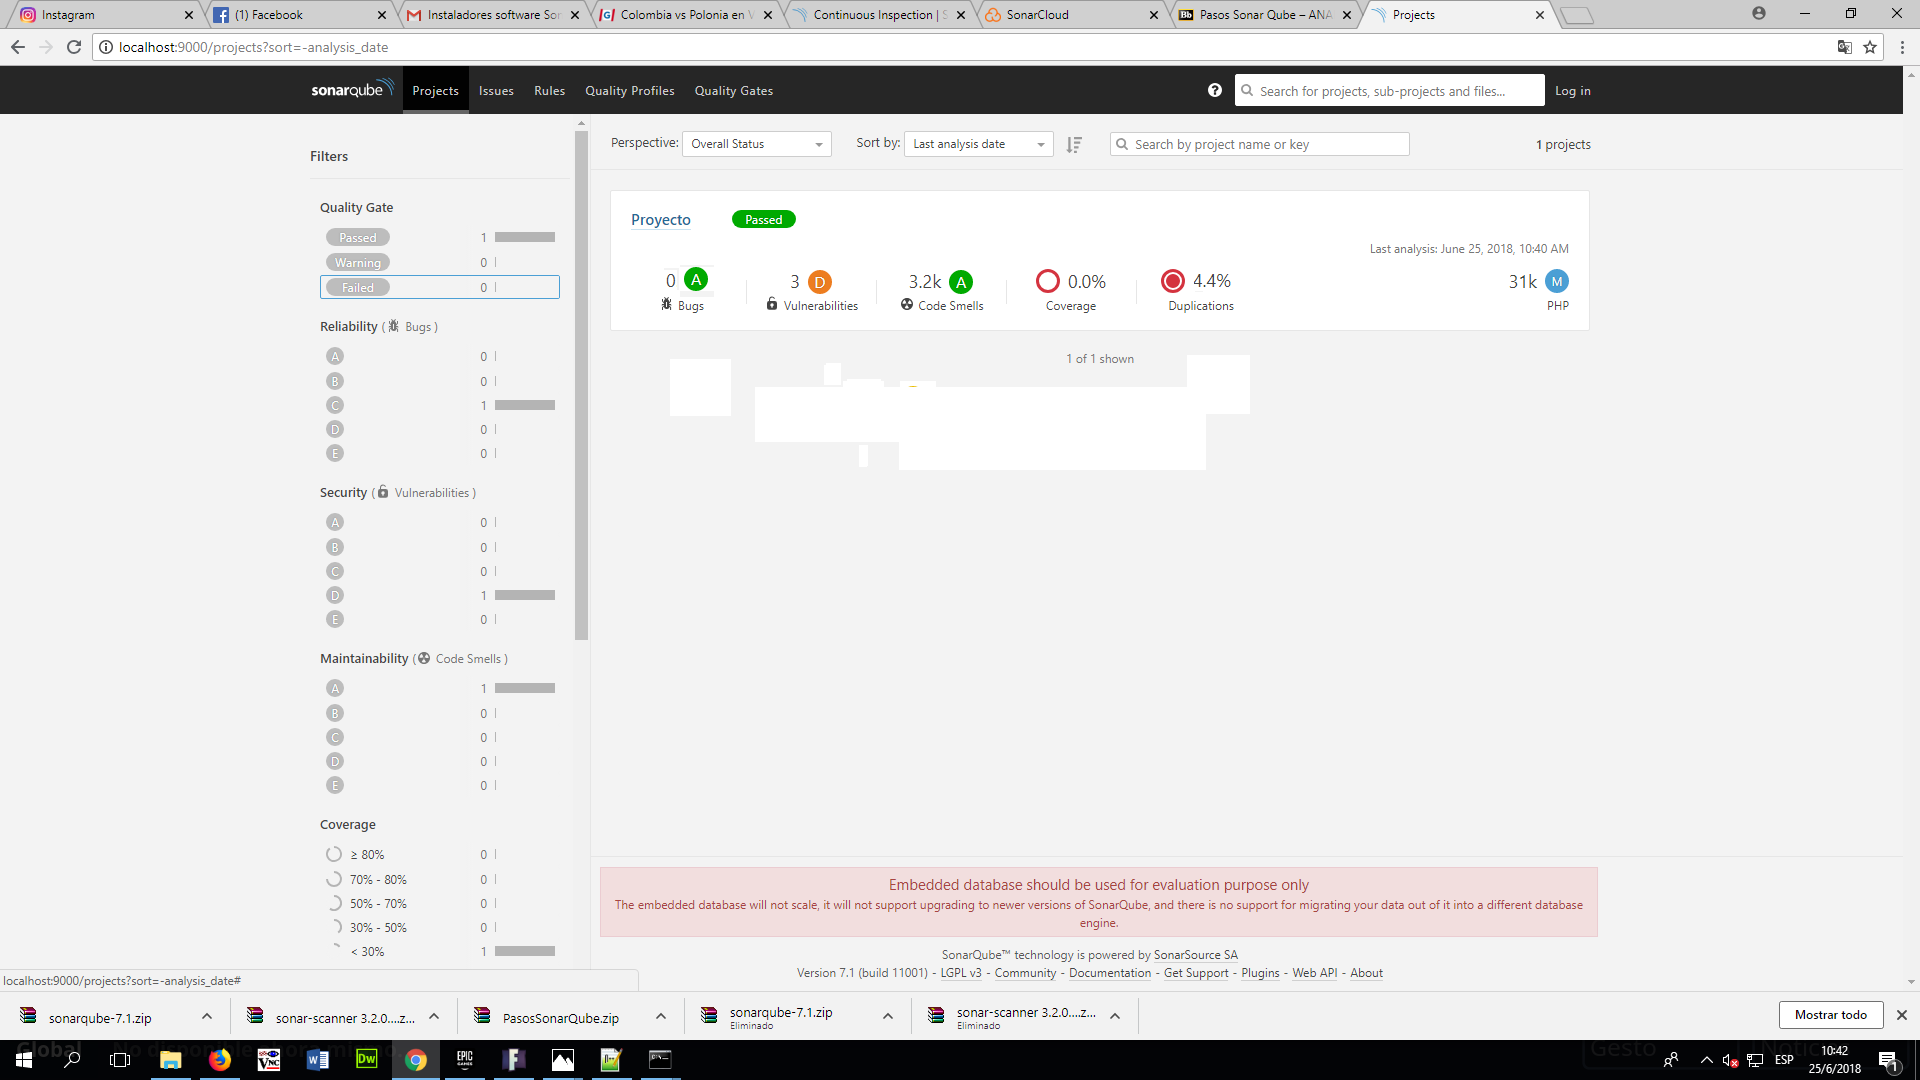 Instagram
(1) Facebook
Instaladores software Son
Colombia vs Polonia en V
Continuous Inspection | S
SonarCloud
Pasos Sonar Qube – ANA
Projects
localhost:9000/projects?sort=-analysis_date
sonarqube
Projects
Issues
Rules
Quality Profiles
Quality Gates
Search for projects, sub-projects and files...
Log in
Filters
Perspective:
Overall Status
Sort by:
Last analysis date
Search by project name or key
1 projects
Quality Gate
Passed 1
Warning 0
Failed 0
Reliability ( Bugs )
A 0
B 0
C 1
D 0
E 0
Security ( Vulnerabilities )
A 0
B 0
C 0
D 1
E 0
Maintainability ( Code Smells )
A 1
B 0
C 0
D 0
E 0
Coverage
≥ 80% 0
70% - 80% 0
50% - 70% 0
30% - 50% 0
< 30% 1
Proyecto
Passed
Last analysis: June 25, 2018, 10:40 AM
0 A
Bugs
3 D
Vulnerabilities
3.2k A
Code Smells
0.0%
Coverage
4.4%
Duplications
31k M
PHP
1 of 1 shown
Embedded database should be used for evaluation purpose only
The embedded database will not scale, it will not support upgrading to newer versions of SonarQube, and there is no support for migrating your data out of it into a different database
engine.
SonarQube™ technology is powered by SonarSource SA
Version 7.1 (build 11001) - LGPL v3 - Community - Documentation - Get Support - Plugins - Web API - About
localhost:9000/projects?sort=-analysis_date#
sonarqube-7.1.zip
sonar-scanner 3.2.0....z...
PasosSonarQube.zip
sonarqube-7.1.zip
Eliminado
sonar-scanner 3.2.0....z...
Eliminado
Mostrar todo
Global
Gesto
VNC
Dw
EPIC
GAMES
ESP
10:42
25/6/2018
1